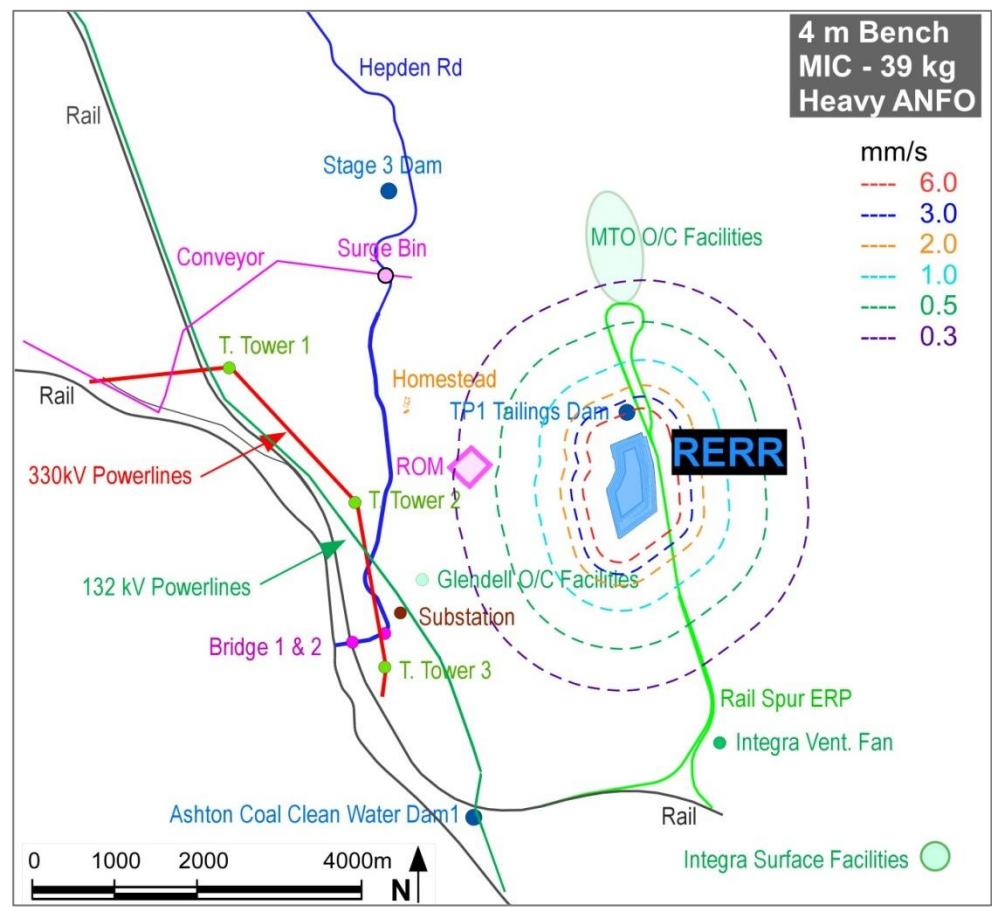 4 m Bench
MIC - 39 kg
Heavy ANFO
Hepden Rd
Rail
mm/s
Stage 3 Dam
---- 6.0
---- 3.0
MTO O/C Facilities
---- 2.0
Surge Bin
Conveyor
---- 1.0
---- 0.5
---- 0.3
T. Tower 1
Homestead
Rail
TP1 Tailings Dam
RERR
ROM
330kV Powerlines
T. Tower 2
Glendell O/C Facilities
132 kV Powerlines
Substation
Bridge 1 & 2
T. Tower 3
Rail Spur ERP
Integra Vent. Fan
Ashton Coal Clean Water Dam1
Rail
0 1000 2000 4000m
N
Integra Surface Facilities